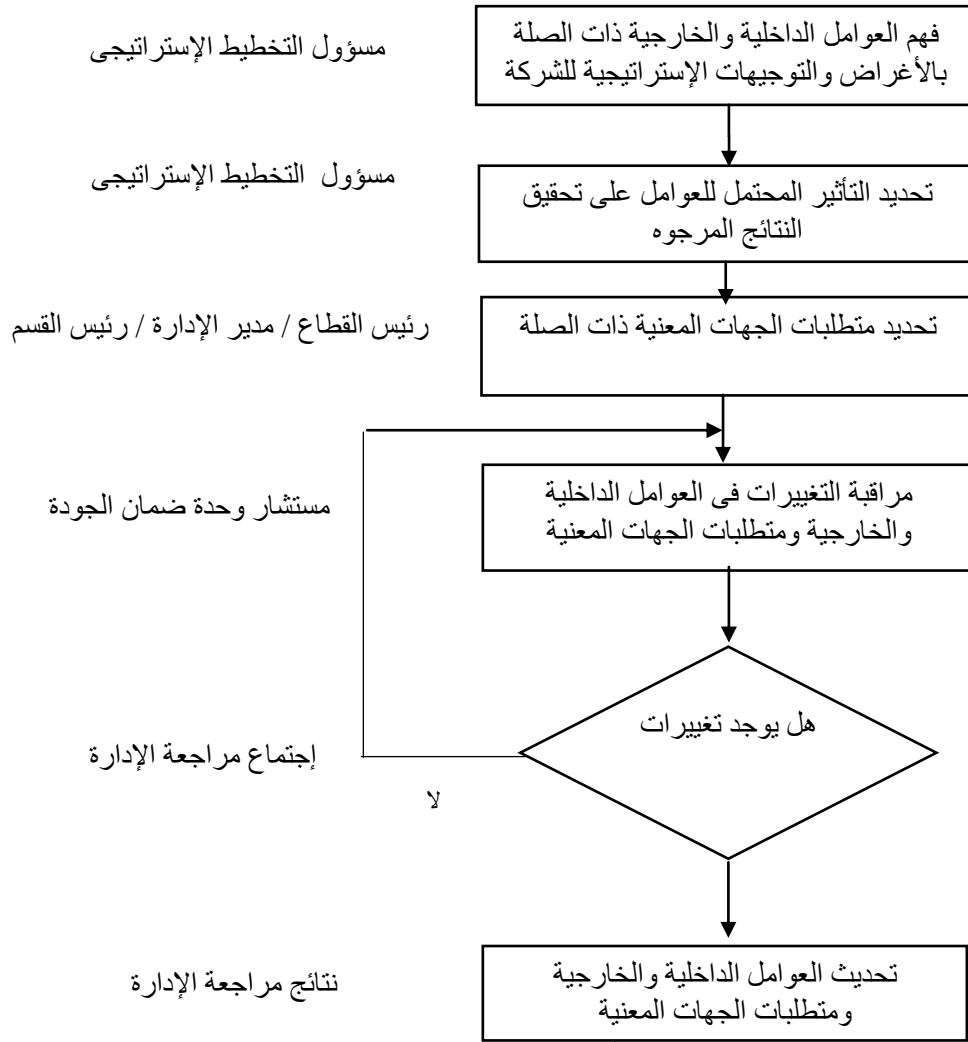 فهم العوامل الداخلية والخارجية ذات الصلة
بالأغراض والتوجيهات الإستراتيجية للشركة
مسؤول التخطيط الإستراتيجى
تحديد التأثير المحتمل للعوامل على تحقيق
النتائج المرجوه
مسؤول التخطيط الإستراتيجى
تحديد متطلبات الجهات المعنية ذات الصلة
رئيس القطاع / مدير الإدارة / رئيس القسم
مراقبة التغييرات فى العوامل الداخلية
والخارجية ومتطلبات الجهات المعنية
مستشار وحدة ضمان الجودة
هل يوجد تغييرات
إجتماع مراجعة الإدارة
لا
تحديث العوامل الداخلية والخارجية
ومتطلبات الجهات المعنية
نتائج مراجعة الإدارة